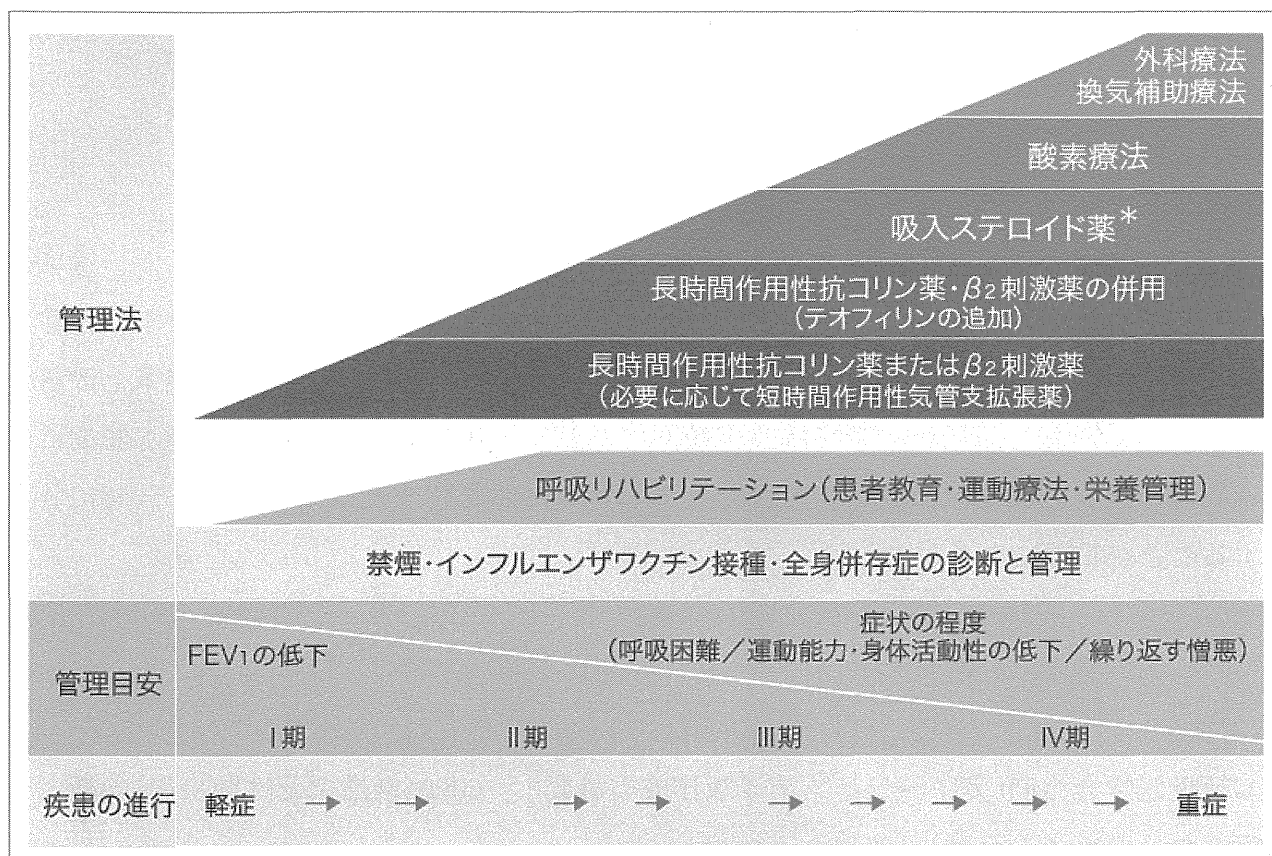 外科療法
換気補助療法
酸素療法
吸入ステロイド薬*
長時間作用性抗コリン薬・β2刺激薬の併用
(テオフィリンの追加)
管理法
長時間作用性抗コリン薬またはβ2刺激薬
(必要に応じて短時間作用性気管支拡張薬)
呼吸リハビリテーション(患者教育・運動療法・栄養管理)
禁煙・インフルエンザワクチン接種・全身併存症の診断と管理
管理目安
FEV1の低下
症状の程度
(呼吸困難/運動能力・身体活動性の低下/繰り返す憎悪)
I期 II期 III期 IV期
疾患の進行 軽症 → → → → → → → → → 重症